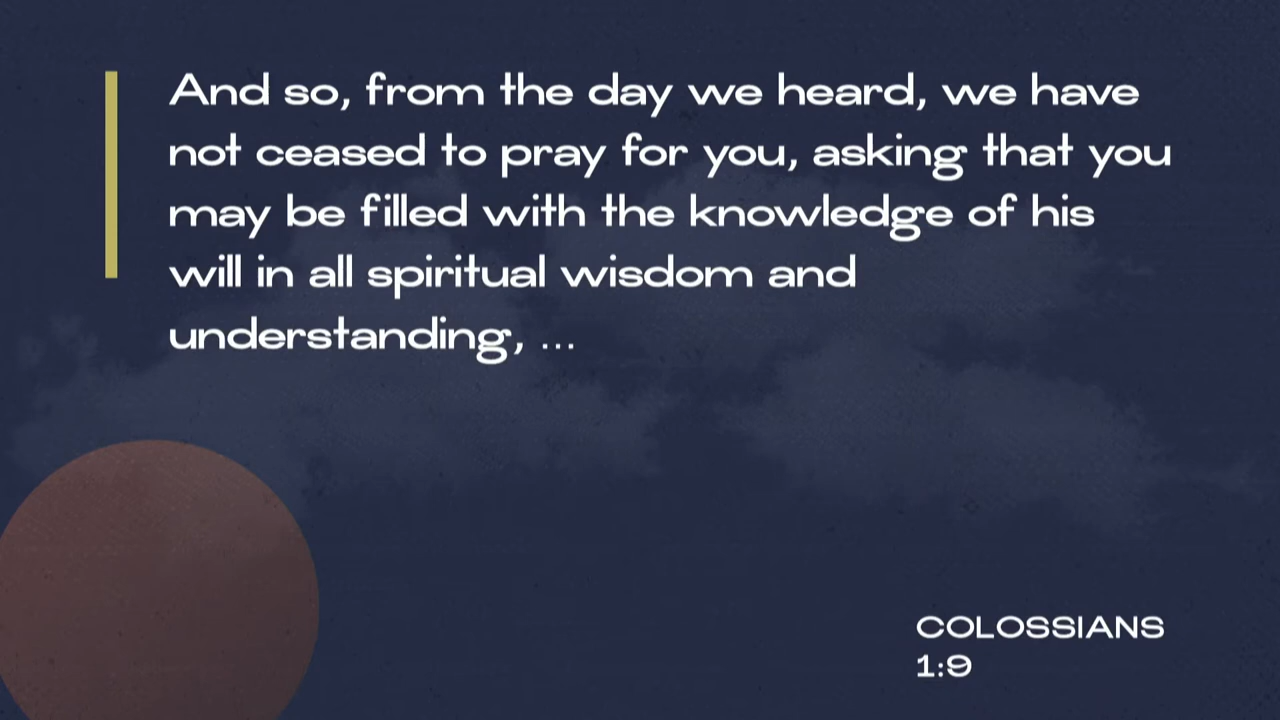 And so, from the day we heard, we have
not ceased to pray for you, asking that you
may be filled with the knowledge of his
will in all spiritual wisdom and
understanding, ...
COLOSSIANS
1:9